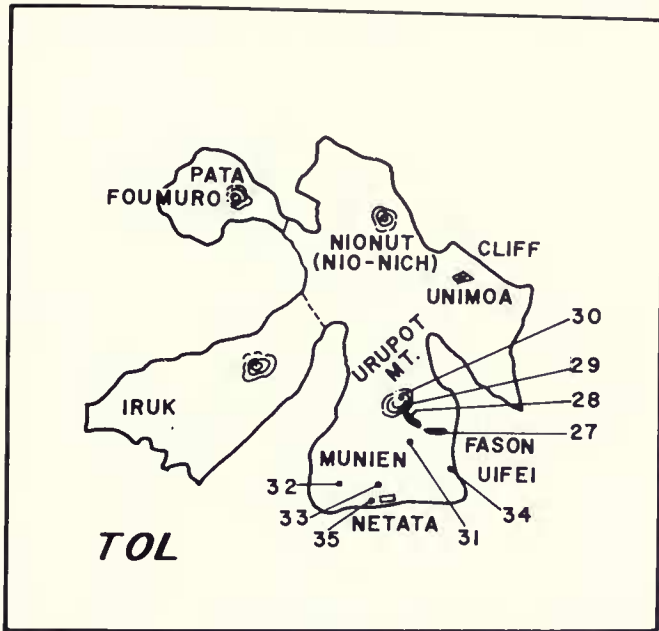 PATA
FOUMURO
NIONUT
(NIO-NICH)
CLIFF
UNIMOA
URUPOT
MT.
30
29
28
27
IRUK
MUNIEN
FASON
UIFEI
32
33
35
NETATA
31
34
TOL